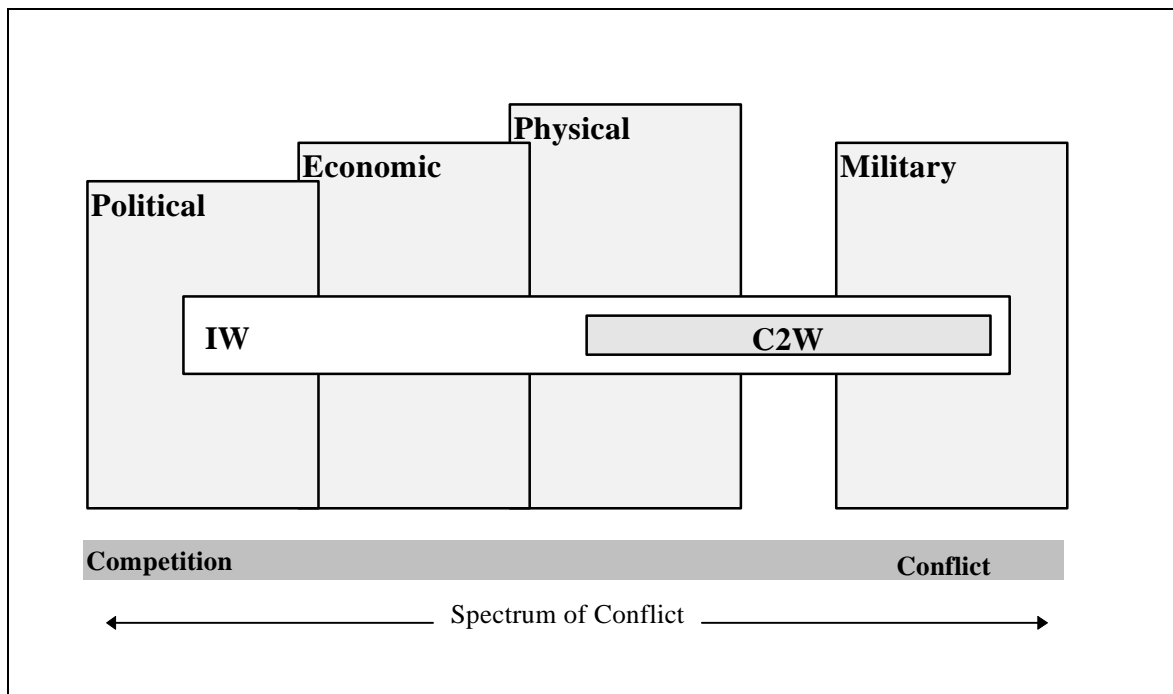 Physical
Economic
Military
Political
IW
C2W
Competition
Conflict
Spectrum of Conflict